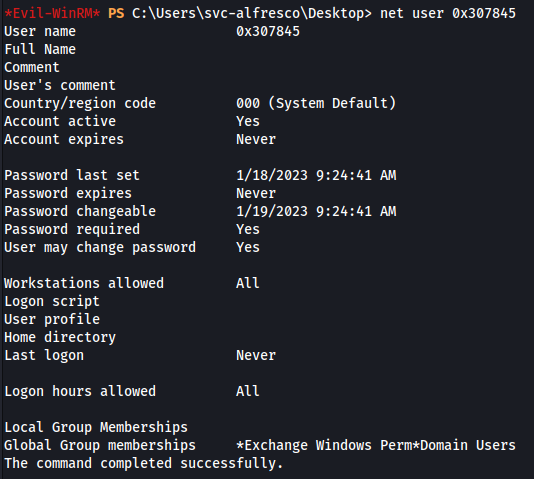 *Evil-WinRM* PS C:\Users\svc-alfresco\Desktop> net user 0x307845
User name                    0x307845
Full Name
Comment
User's comment
Country/region code          000 (System Default)
Account active               Yes
Account expires              Never

Password last set            1/18/2023 9:24:41 AM
Password expires             Never
Password changeable          1/19/2023 9:24:41 AM
Password required            Yes
User may change password     Yes

Workstations allowed         All
Logon script
User profile
Home directory
Last logon                   Never

Logon hours allowed          All

Local Group Memberships
Global Group memberships     *Exchange Windows Perm*Domain Users
The command completed successfully.